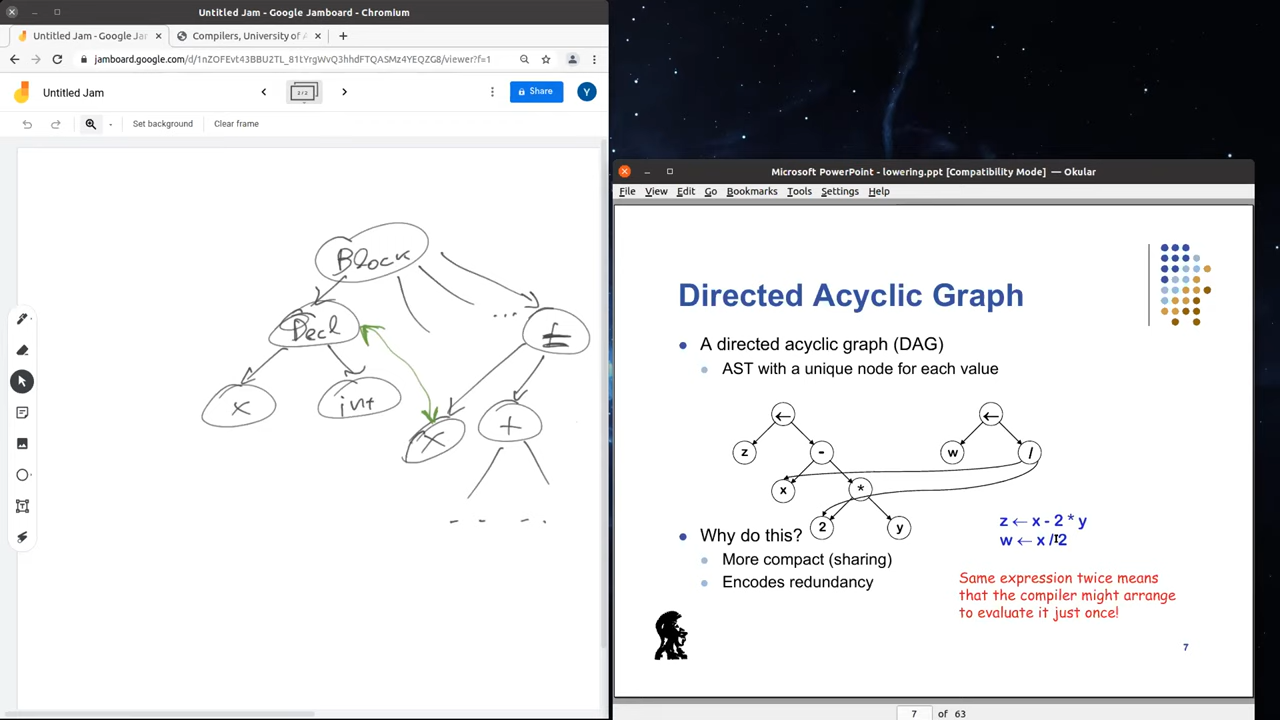 Untitled Jam - Google Jamboard - Chromium
Untitled Jam - Google Jar
Compilers, University of A
jamboard.google.com/d/1nZOFEvt43BBU2TL_81tYrgWvQ3hhdFTQASMz4YEQZG8/viewer?f=1
Untitled Jam
2 / 2
Share
Y
Set background
Clear frame
Block
Decl
...
x
int
x
+
Microsoft PowerPoint - lowering.ppt [Compatibility Mode] — Okular
File View Edit Go Bookmarks Tools Settings Help
Directed Acyclic Graph
A directed acyclic graph (DAG)
AST with a unique node for each value
← ←
z - w /
x *
2 y
Why do this?
More compact (sharing)
Encodes redundancy
z ← x - 2 * y
w ← x / 2
Same expression twice means
that the compiler might arrange
to evaluate it just once!
7
7 of 63